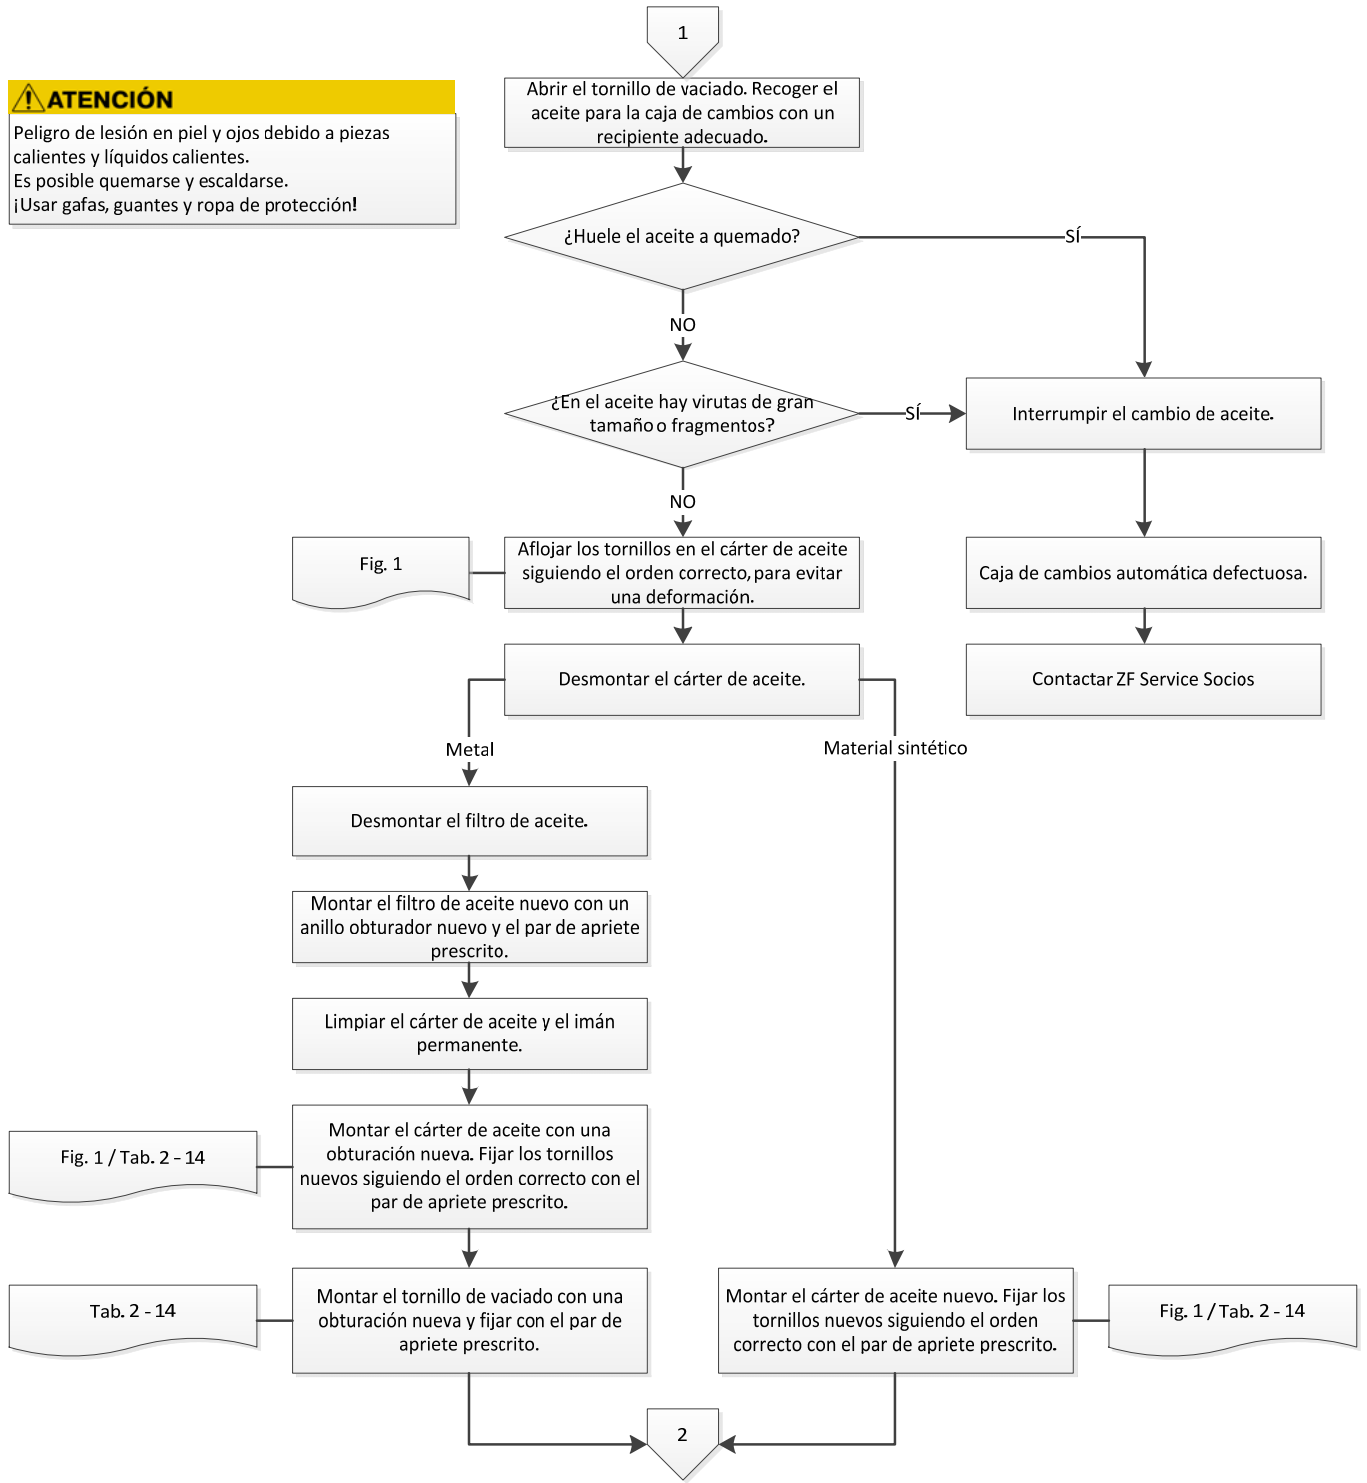 1
Abrir el tornillo de vaciado. Recoger el
aceite para la caja de cambios con un
recipiente adecuado.
ATENCIÓN
Peligro de lesión en piel y ojos debido a piezas
calientes y líquidos calientes.
Es posible quemarse y escaldarse.
¡Usar gafas, guantes y ropa de protección!
¿Huele el aceite a quemado?
SÍ
NO
¿En el aceite hay virutas de gran
tamaño o fragmentos?
SÍ
Interrumpir el cambio de aceite.
NO
Fig. 1
Aflojar los tornillos en el cárter de aceite
siguiendo el orden correcto, para evitar
una deformación.
Caja de cambios automática defectuosa.
Desmontar el cárter de aceite.
Contactar ZF Service Socios
Metal
Material sintético
Desmontar el filtro de aceite.
Montar el filtro de aceite nuevo con un
anillo obturador nuevo y el par de apriete
prescrito.
Limpiar el cárter de aceite y el imán
permanente.
Fig. 1 / Tab. 2 - 14
Montar el cárter de aceite con una
obturación nueva. Fijar los tornillos
nuevos siguiendo el orden correcto con el
par de apriete prescrito.
Tab. 2 - 14
Montar el tornillo de vaciado con una
obturación nueva y fijar con el par de
apriete prescrito.
Montar el cárter de aceite nuevo. Fijar los
tornillos nuevos siguiendo el orden
correcto con el par de apriete prescrito.
Fig. 1 / Tab. 2 - 14
2